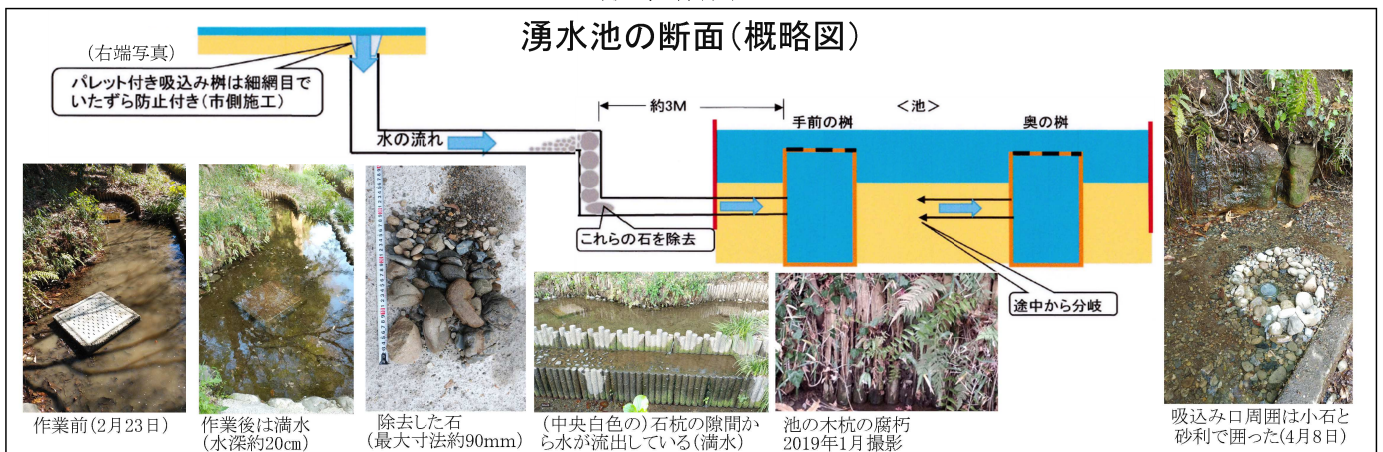 湧水池の断面(概略図)
(右端写真)
パレット付き吸込み桝は細網目で
いたずら防止付き(市側施工)
水の流れ
約3M
<池>
手前の桝
奥の桝
これらの石を除去
途中から分岐
作業前(2月23日)
作業後は満水
(水深約20㎝)
除去した石
(最大寸法約90mm)
(中央白色の)石杭の隙間か
ら水が流出している(満水)
池の木杭の腐朽
2019年1月撮影
吸込み口周囲は小石と
砂利で囲った(4月8日)